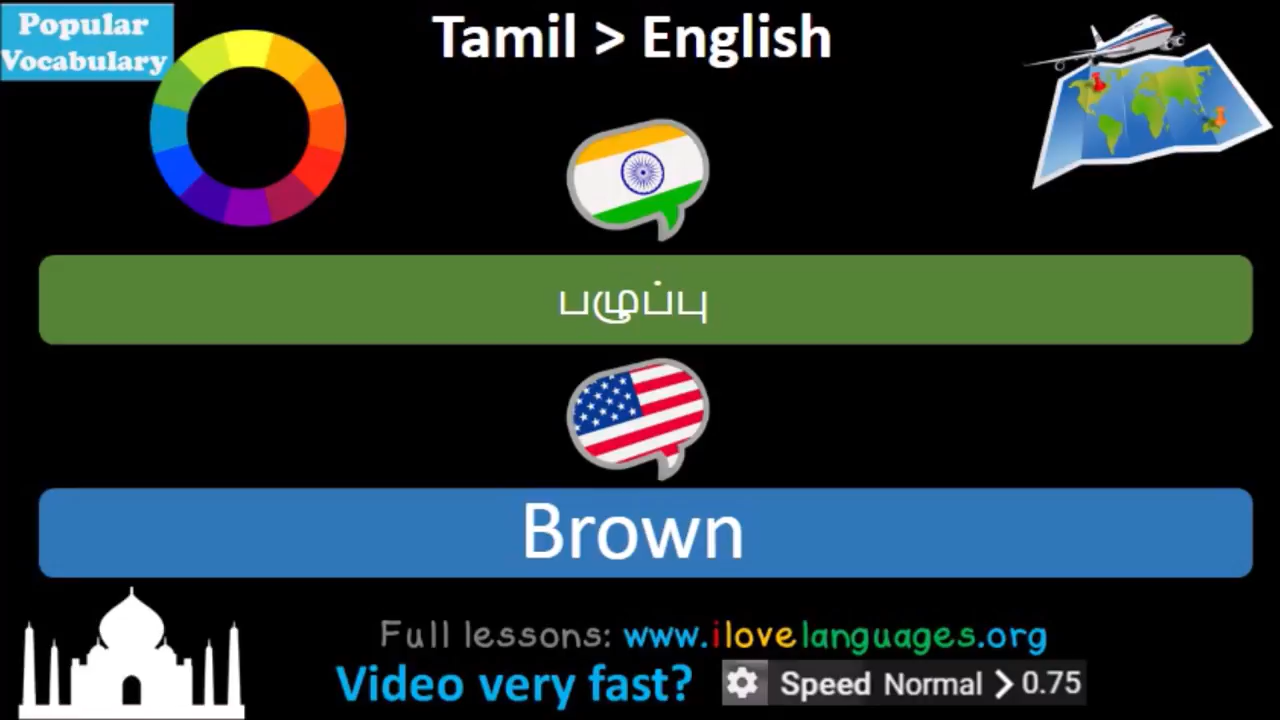 Popular
Vocabulary
Tamil > English
பழுப்பு
Brown
Full lessons: www.ilovelanguages.org
Video very fast? Speed Normal > 0.75